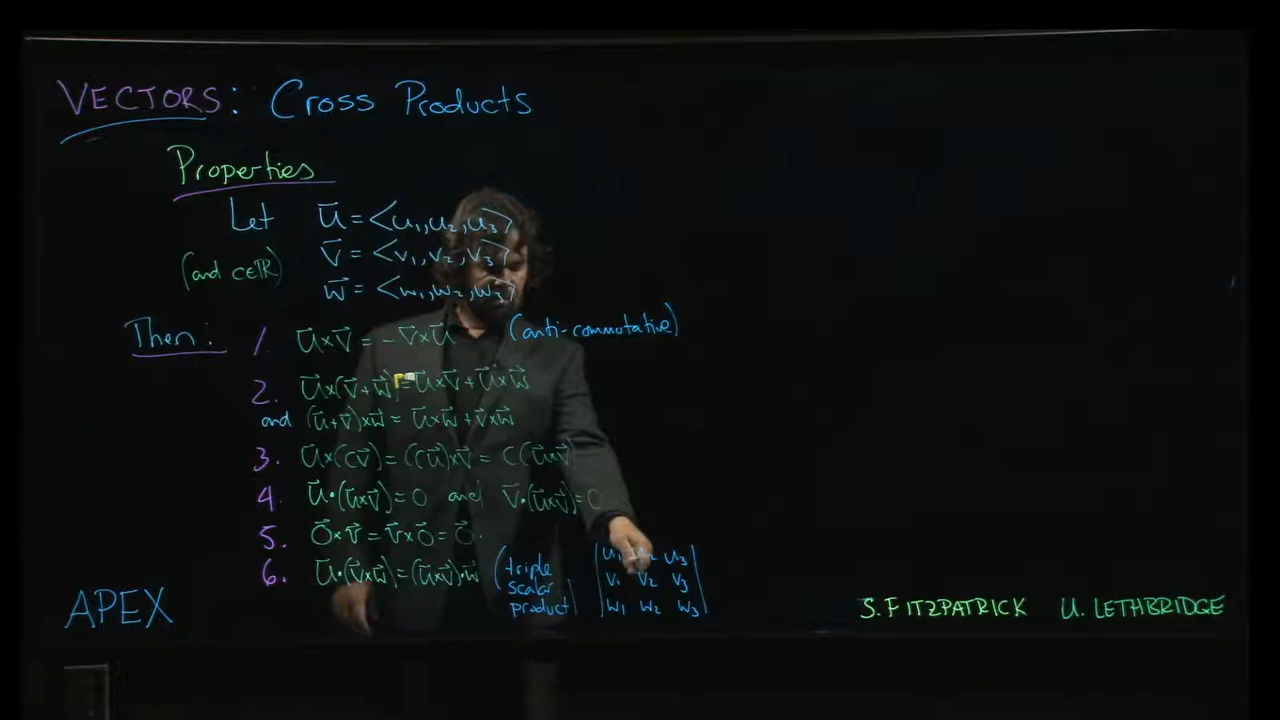 VECTORS: Cross Products
Properties
Let u⃗ = <u₁,u₂,u₃>
(and c∈ℝ) v⃗ = <v₁,v₂,v₃>
w⃗ = <w₁,w₂,w₃>
Then: 1. u⃗×v⃗ = -v⃗×u⃗ (anti-commutative)
2. u⃗×(v⃗+w⃗) = u⃗×v⃗+u⃗×w⃗
and (u⃗+v⃗)×w⃗ = u⃗×w⃗+v⃗×w⃗
3. u⃗×(cv⃗) = (cu⃗)×v⃗ = c(u⃗×v⃗)
4. u⃗•(u⃗×v⃗) = 0 and v⃗•(u⃗×v⃗) = 0
5. 0⃗×v⃗ = v⃗×0⃗ = 0⃗.
6. u⃗•(v⃗×w⃗) = (u⃗×v⃗)•w⃗ (triple scalar product)
|u₁ u₂ u₃|
|v₁ v₂ v₃|
|w₁ w₂ w₃|
APEX
S. FITZPATRICK U. LETHBRIDGE